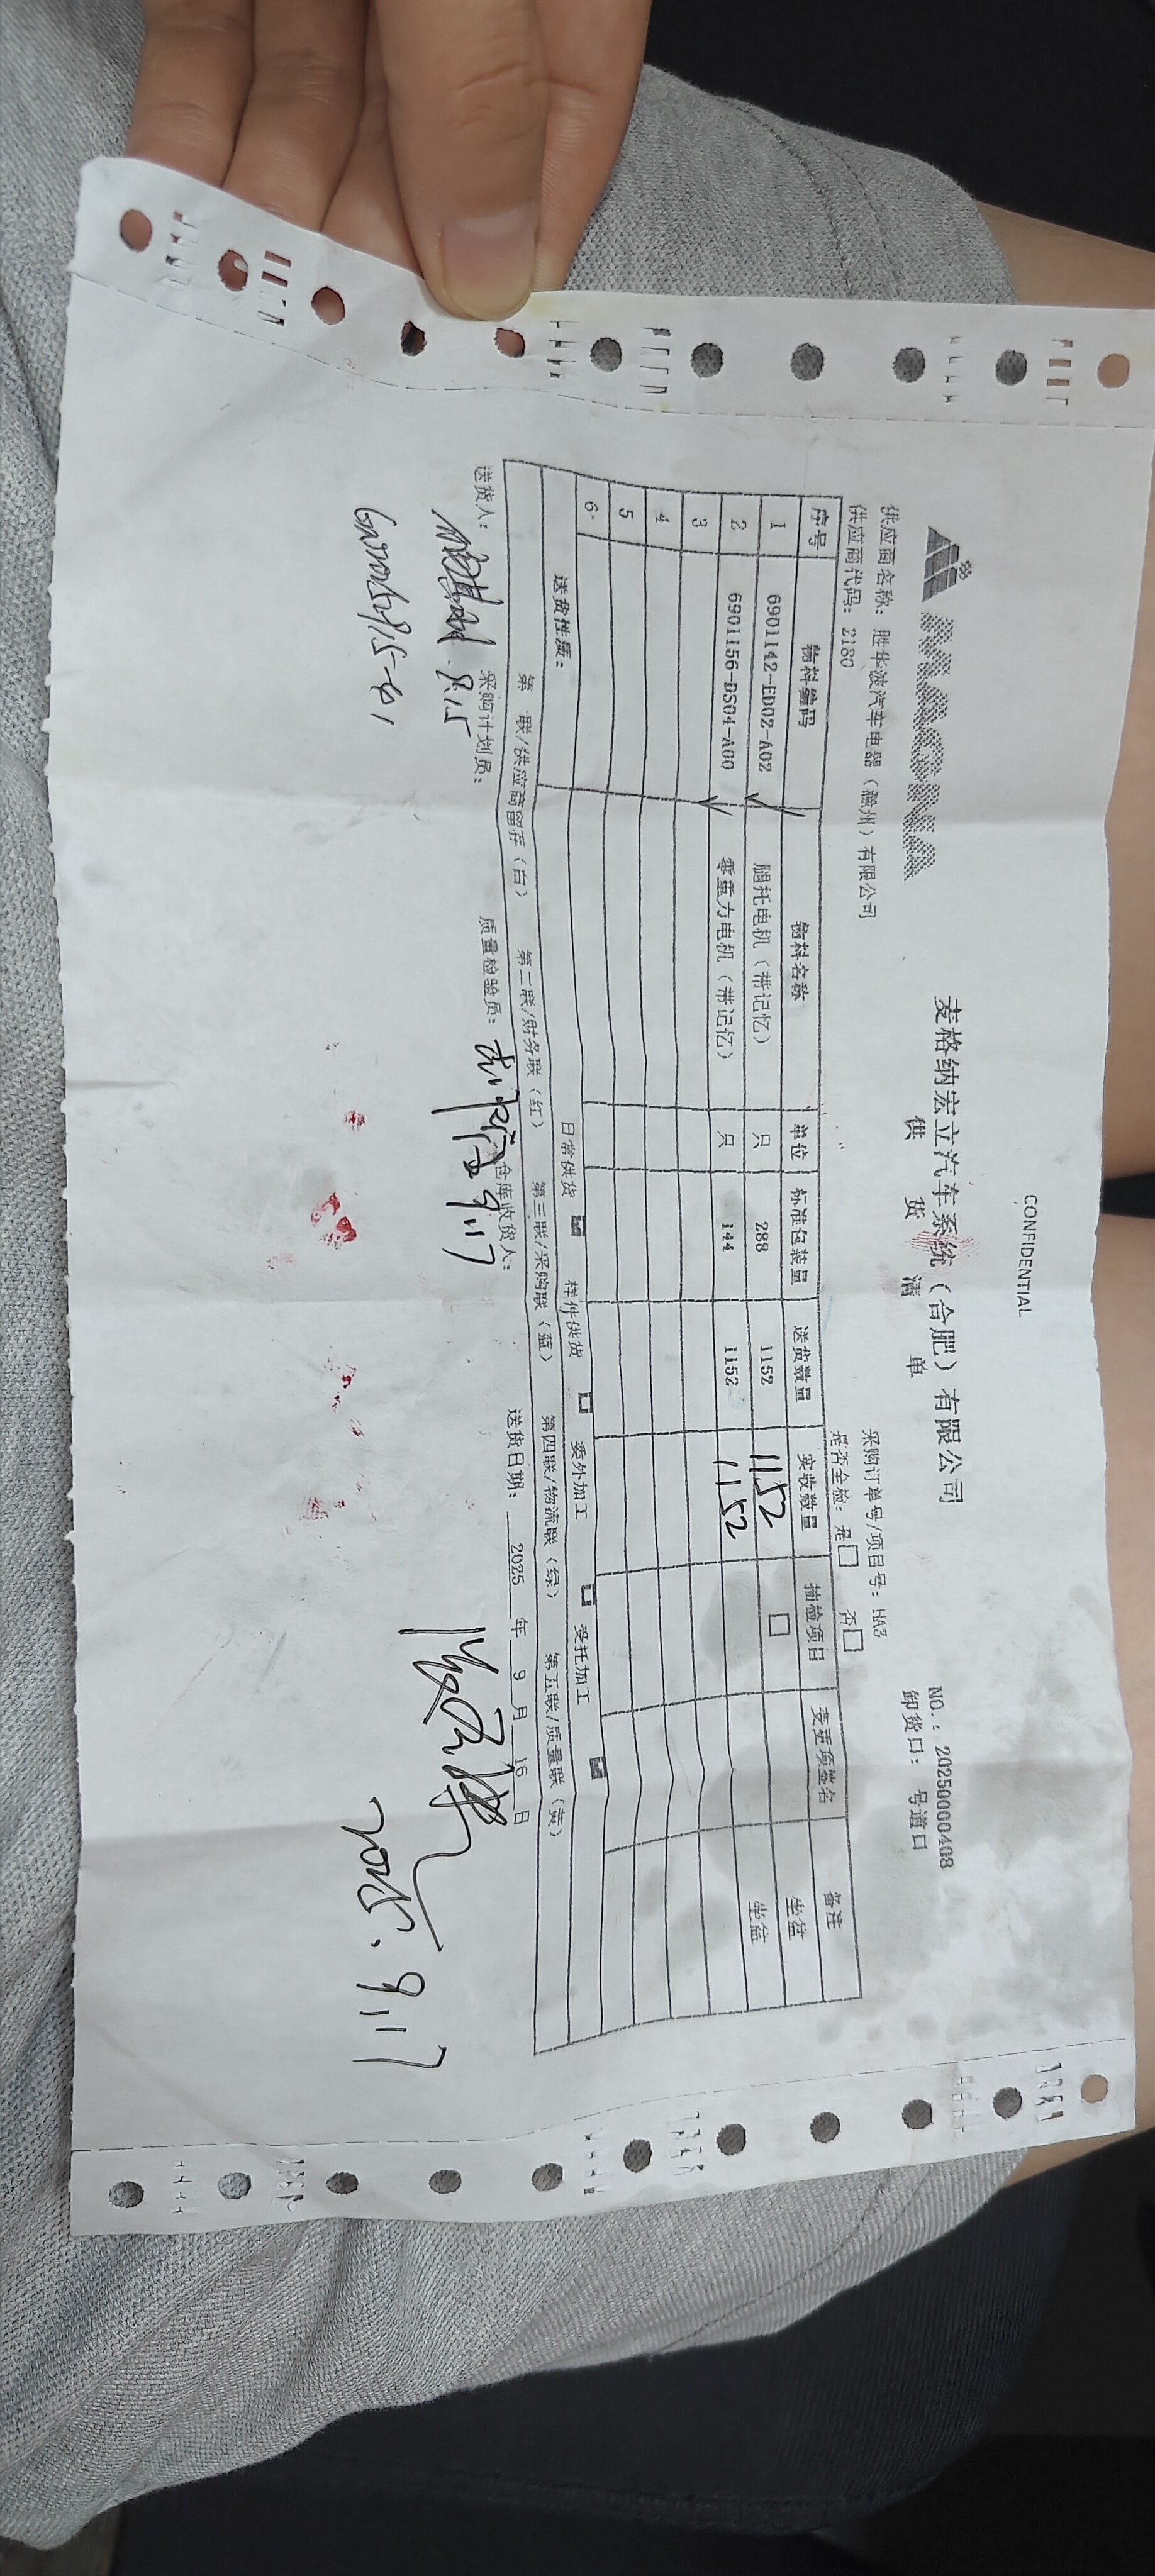 CONFIDENTIAL
MAGNA
麦格纳宏立汽车系统（合肥）有限公司
供 货 清 单
NO.: 20250000408
卸货口： 号道口
供应商名称：胜华波汽车电器（滁州）有限公司
采购订单号/项目号：HA3
供应商代码：2180
是否全检：是□ 否□
序号 物料编码 物料名称 单位 标准包装量 送货数量 实收数量 抽检项目 变更项签名 备注
1 6901142-ED02-A02 腿托电机（带记忆） 只 288 1152 1152 □ 坐盆
2 6901156-DS04-A00 零重力电机（带记忆） 只 144 1152 1152 坐盆
3
4
5
6
送货性质： 日常供货 样件供货 □ 委外加工 □ 受托加工
第 联/供应商留存（白） 第二联/财务联（红） 第三联/采购联（蓝） 第四联/物流联（绿） 第五联/质量联（黄）
送货人： 采购计划员： 质量检验员： 9.17 仓库收货人： 送货日期： 2025 年 9 月 16 日
2025.9.17